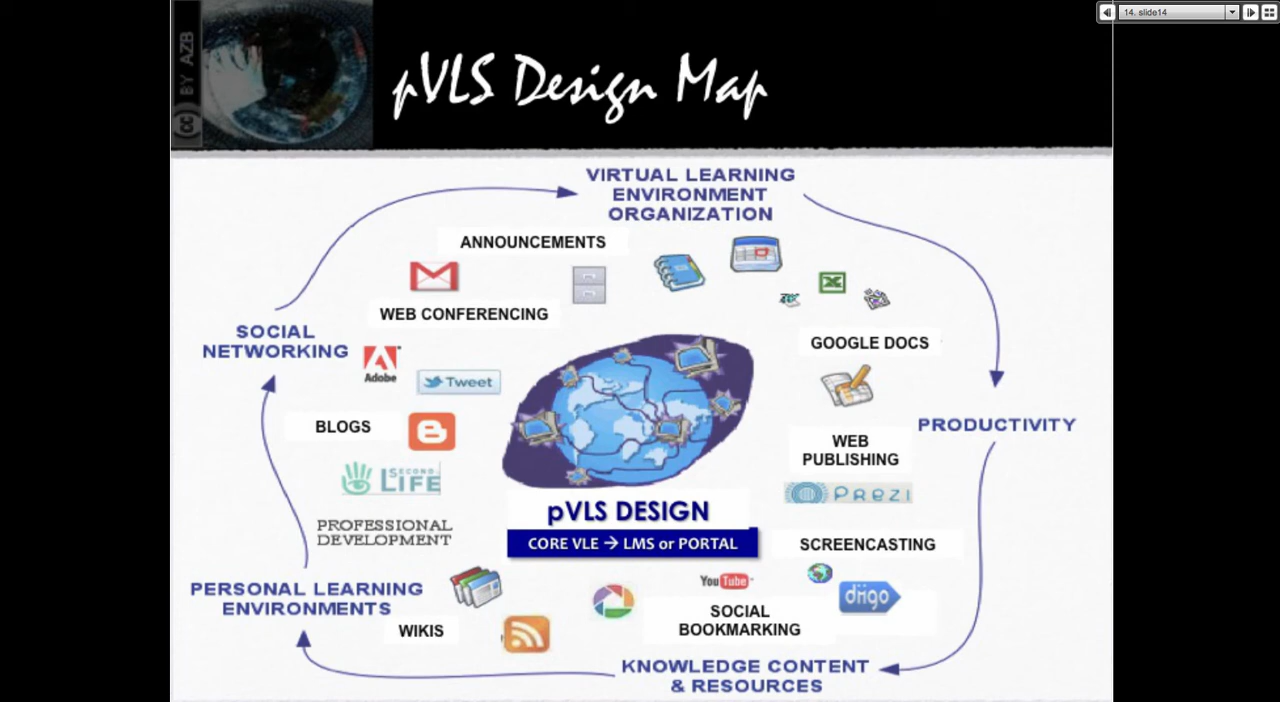 14. slide14
(cc) BY AZB
pVLS Design Map
VIRTUAL LEARNING
ENVIRONMENT
ORGANIZATION
ANNOUNCEMENTS
WEB CONFERENCING
SOCIAL
NETWORKING
GOOGLE DOCS
Adobe
Tweet
BLOGS
PRODUCTIVITY
WEB
PUBLISHING
SECOND
LIFE
PREZI
pVLS DESIGN
PROFESSIONAL
DEVELOPMENT
CORE VLE → LMS or PORTAL
SCREENCASTING
PERSONAL LEARNING
ENVIRONMENTS
YouTube
diigo
SOCIAL
BOOKMARKING
WIKIS
KNOWLEDGE CONTENT
& RESOURCES